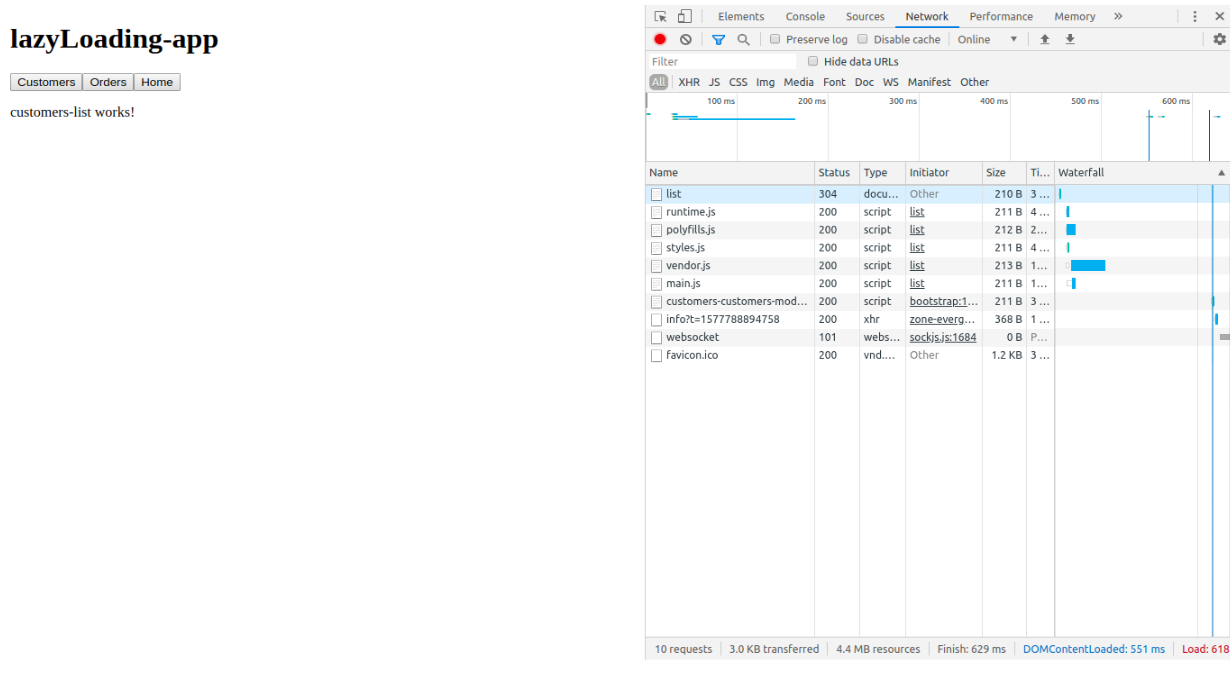 lazyLoading-app
Customers Orders Home
customers-list works!
Elements Console Sources Network Performance Memory »
Preserve log Disable cache Online
Filter Hide data URLs
All XHR JS CSS Img Media Font Doc WS Manifest Other
100 ms 200 ms 300 ms 400 ms 500 ms 600 ms
Name Status Type Initiator Size Ti... Waterfall
list 304 docu... Other 210 B 3 ...
runtime.js 200 script list 211 B 4 ...
polyfills.js 200 script list 212 B 2...
styles.js 200 script list 211 B 4 ...
vendor.js 200 script list 213 B 1...
main.js 200 script list 211 B 1...
customers-customers-mod... 200 script bootstrap:1... 211 B 3 ...
info?t=1577788894758 200 xhr zone-everg... 368 B 1 ...
websocket 101 webs... sockjs.js:1684 0 B P...
favicon.ico 200 vnd.... Other 1.2 KB 3 ...
10 requests 3.0 KB transferred 4.4 MB resources Finish: 629 ms DOMContentLoaded: 551 ms Load: 618